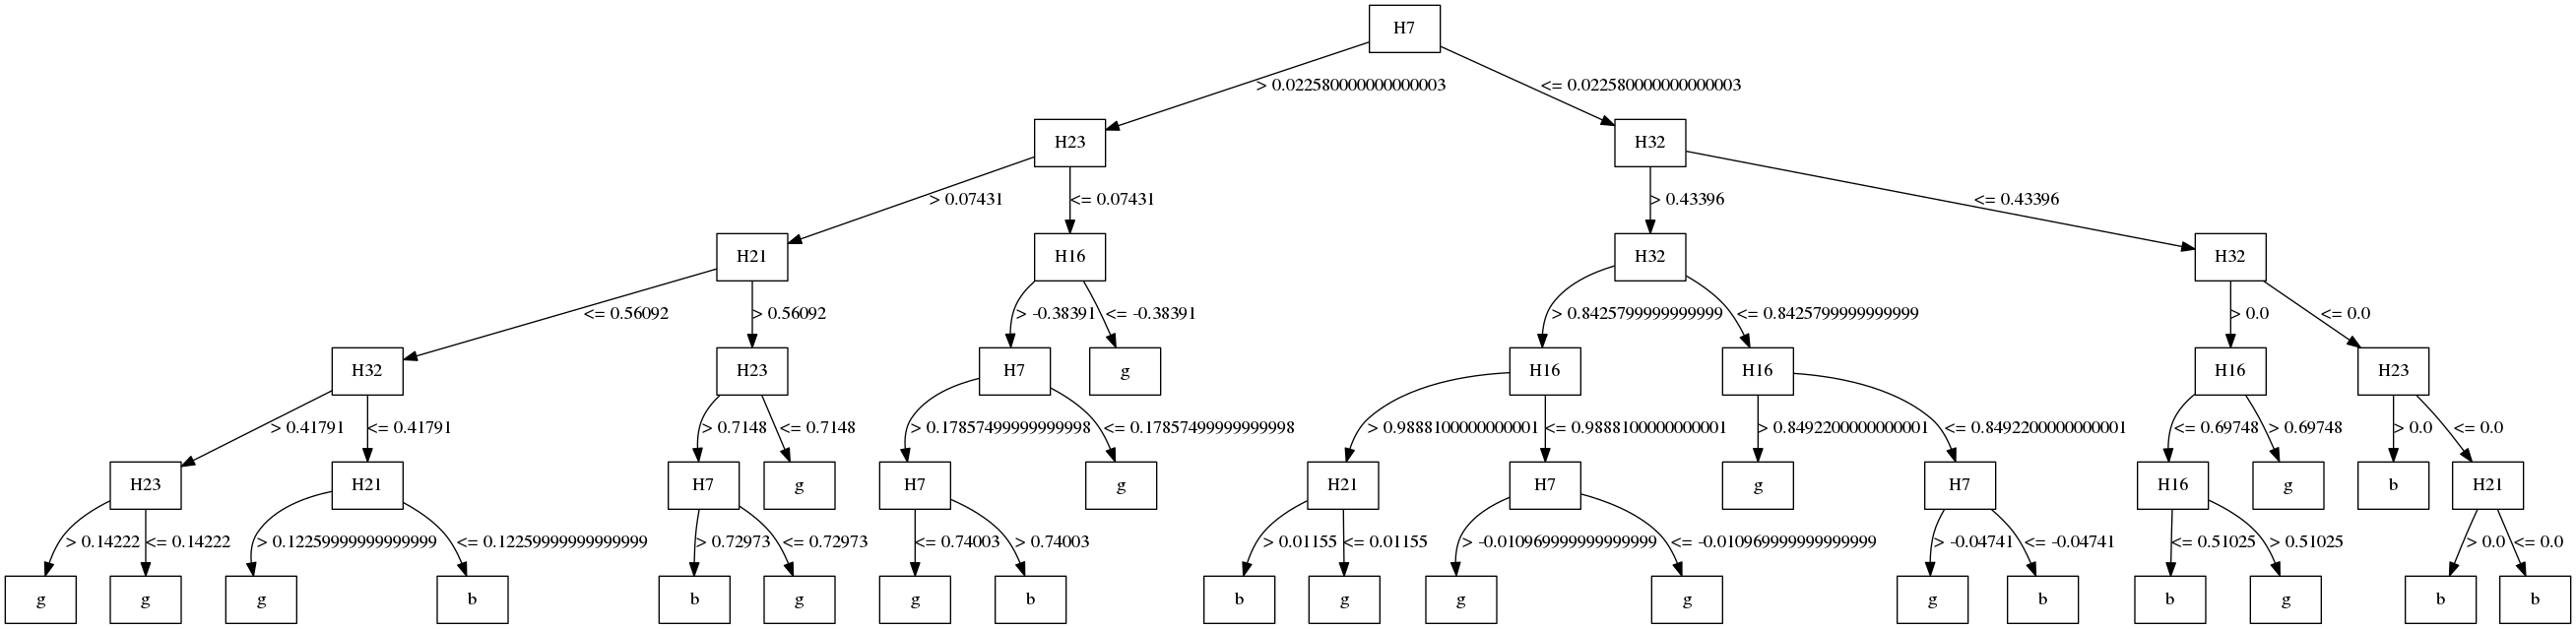 H7
> 0.022580000000000003 <= 0.022580000000000003
H23 H32
> 0.07431 <= 0.07431 > 0.43396 <= 0.43396
H21 H16 H32 H32
<= 0.56092 > 0.56092 > -0.38391 <= -0.38391 > 0.8425799999999999 <= 0.8425799999999999 > 0.0 <= 0.0
H32 H23 H7 g H16 H16 H16 H23
> 0.41791 <= 0.41791 > 0.7148 <= 0.7148 > 0.17857499999999998 <= 0.17857499999999998 > 0.9888100000000001 <= 0.9888100000000001 > 0.8492200000000001 <= 0.8492200000000001 <= 0.69748 > 0.69748 > 0.0 <= 0.0
H23 H21 H7 g H7 g H21 H7 g H7 H16 g b H21
> 0.14222 <= 0.14222 > 0.12259999999999999 <= 0.12259999999999999 > 0.72973 <= 0.72973 <= 0.74003 > 0.74003 > 0.01155 <= 0.01155 > -0.010969999999999999 <= -0.010969999999999999 > -0.04741 <= -0.04741 <= 0.51025 > 0.51025 > 0.0 <= 0.0
g g g b b g g b b g g g g b b g b b